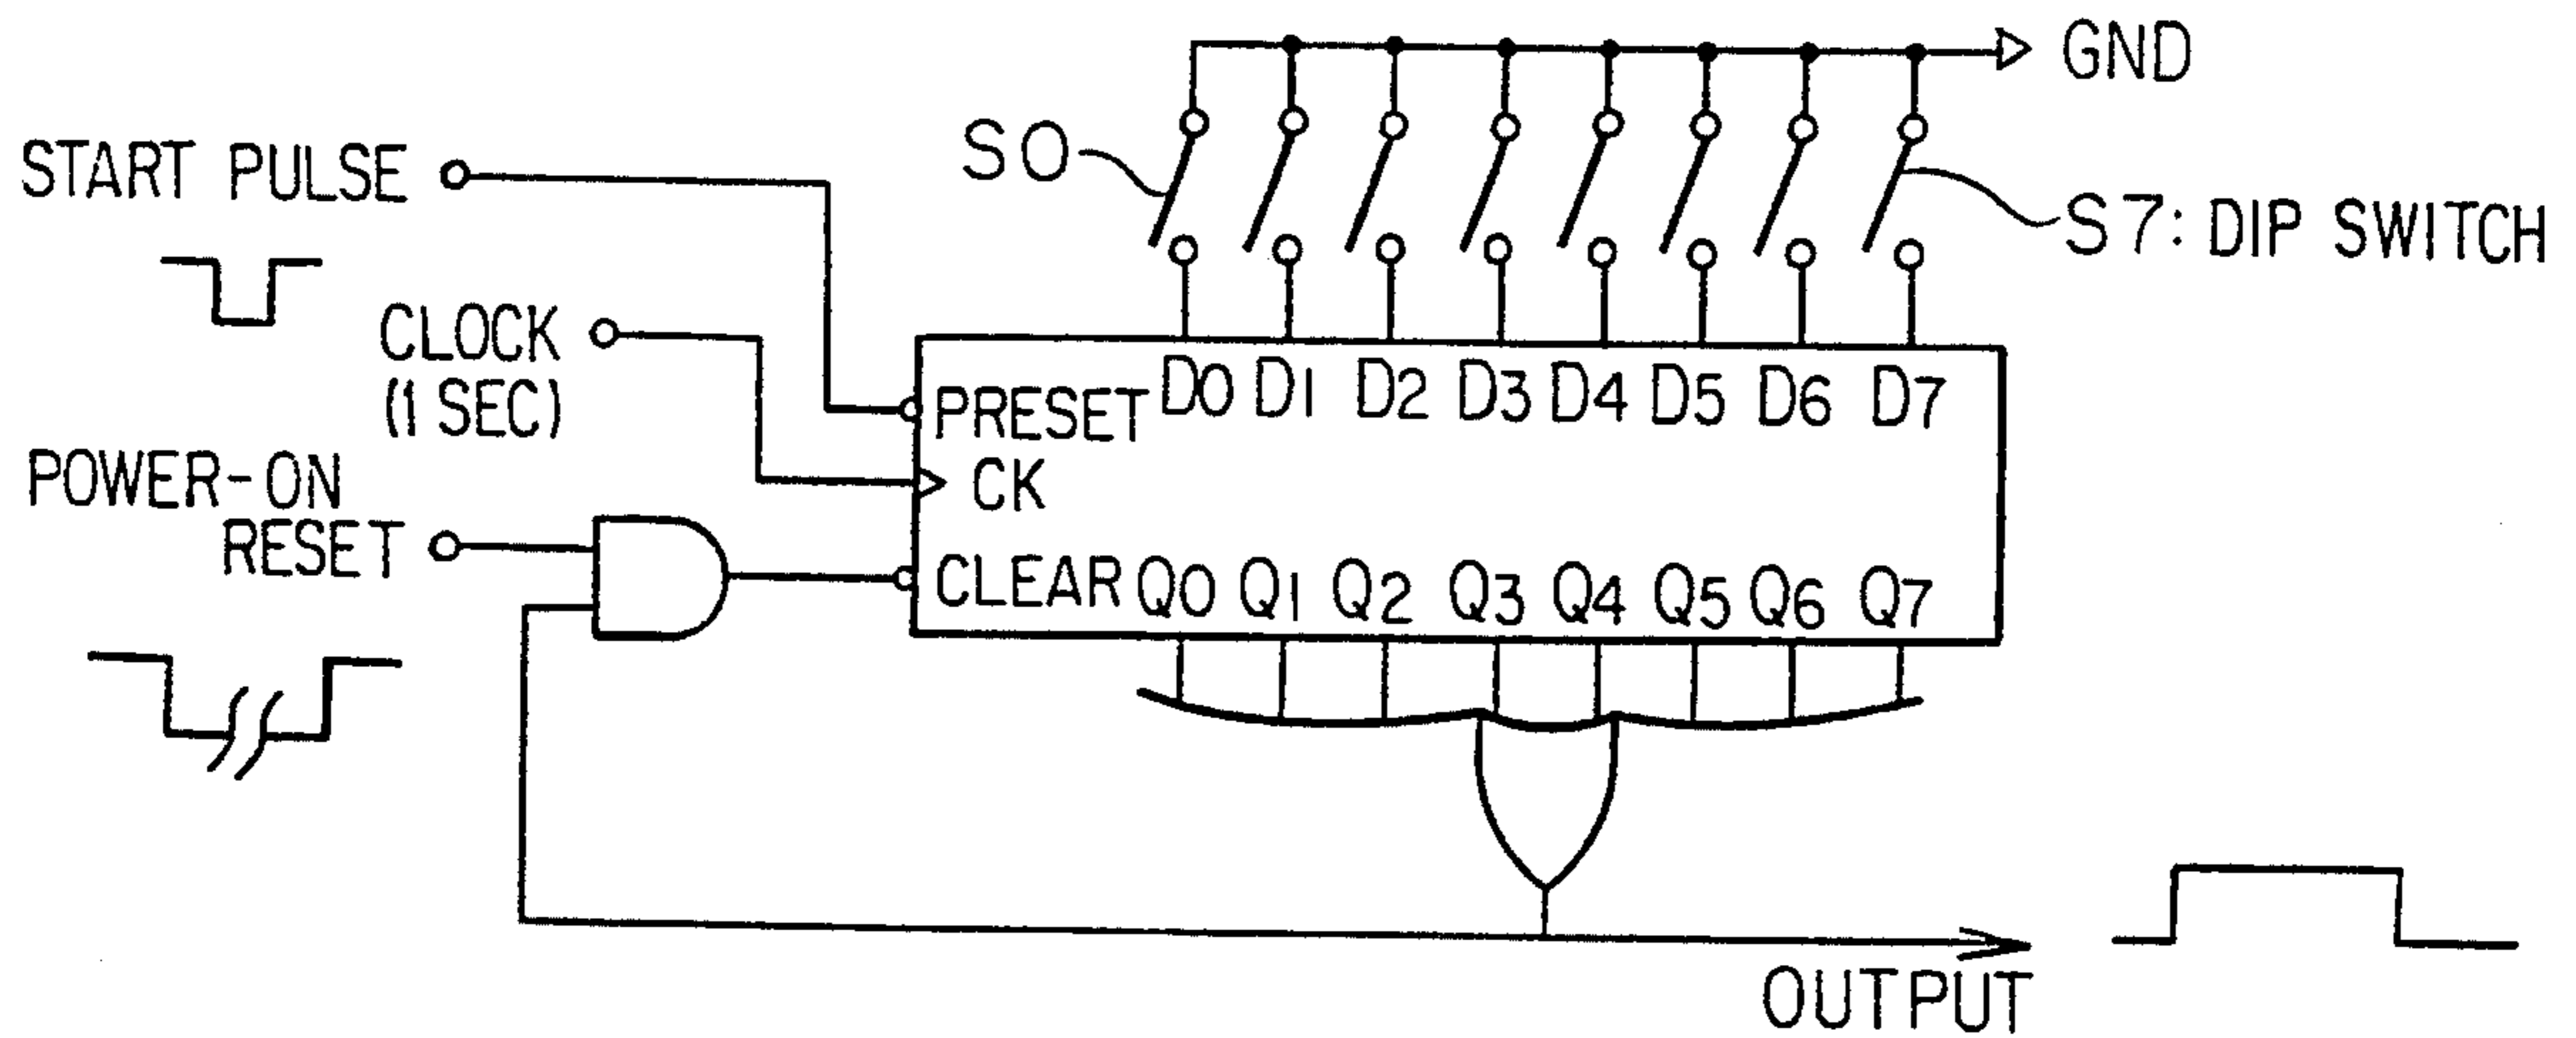 GND
START PULSE
S0
S7: DIP SWITCH
CLOCK
(1 SEC)
PRESET D0 D1 D2 D3 D4 D5 D6 D7
POWER-ON
RESET
CK
CLEAR Q0 Q1 Q2 Q3 Q4 Q5 Q6 Q7
OUTPUT